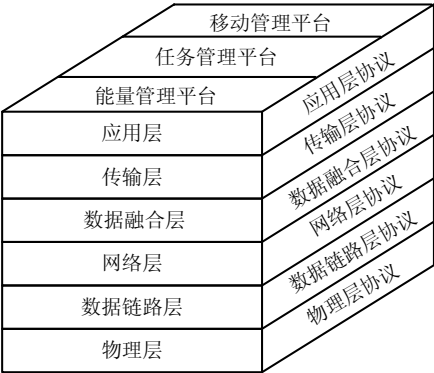 移动管理平台
任务管理平台
能量管理平台
应用层
传输层
数据融合层
网络层
数据链路层
物理层
应用层协议
传输层协议
数据融合层协议
网络层协议
数据链路层协议
物理层协议